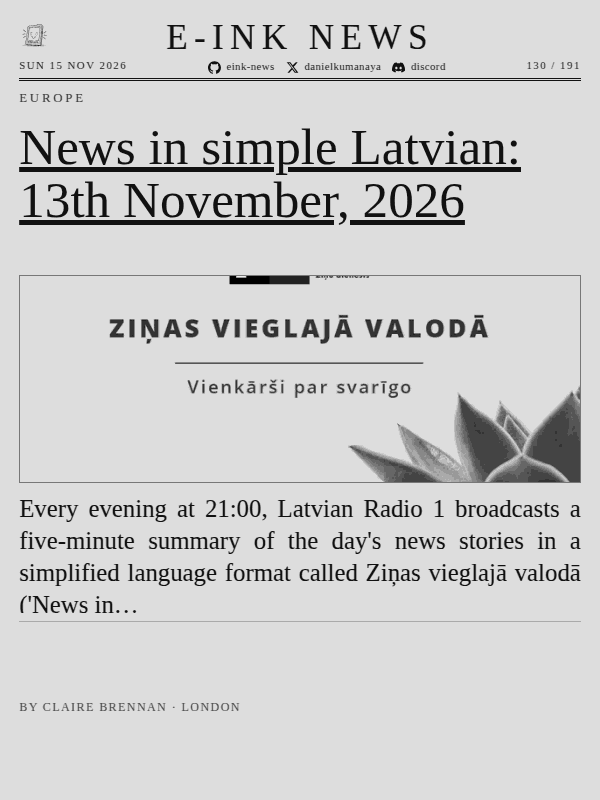 E-INK NEWS
SUN 15 NOV 2026
eink-news
danielkumanaya
discord
130 / 191
EUROPE
News in simple Latvian:
13th November, 2026
ZIŅAS VIEGLAJĀ VALODĀ
Vienkārši par svarīgo
Every evening at 21:00, Latvian Radio 1 broadcasts a
five-minute summary of the day's news stories in a
simplified language format called Ziņas vieglajā valodā
('News in…
BY CLAIRE BRENNAN · LONDON